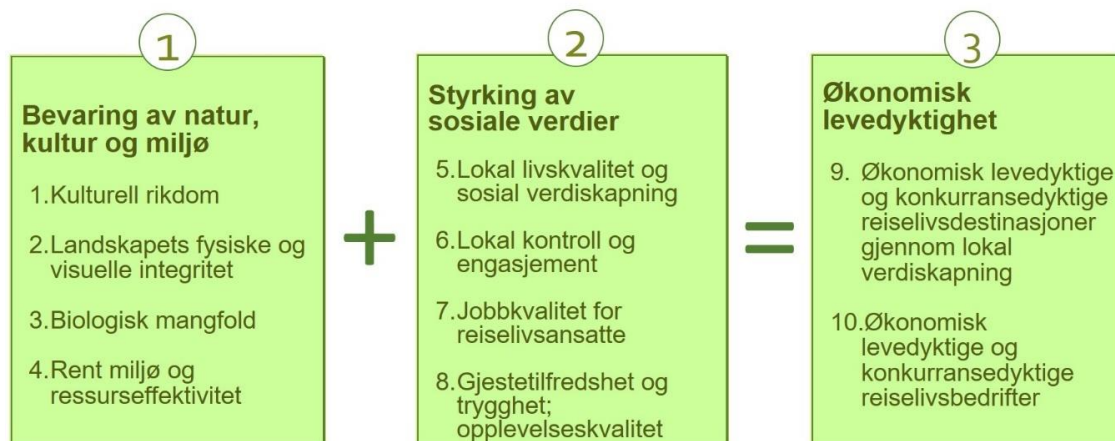 1
Bevaring av natur,
kultur og miljø
1.Kulturell rikdom
2.Landskapets fysiske og
visuelle integritet
3.Biologisk mangfold
4.Rent miljø og
ressurseffektivitet
+
2
Styrking av
sosiale verdier
5.Lokal livskvalitet og
sosial verdiskapning
6.Lokal kontroll og
engasjement
7.Jobbkvalitet for
reiselivsansatte
8.Gjestetilfredshet og
trygghet;
opplevelseskvalitet
=
3
Økonomisk
levedyktighet
9. Økonomisk levedyktige
og konkurransedyktige
reiselivsdestinasjoner
gjennom lokal
verdiskapning
10.Økonomisk
levedyktige og
konkurransedyktige
reiselivsbedrifter